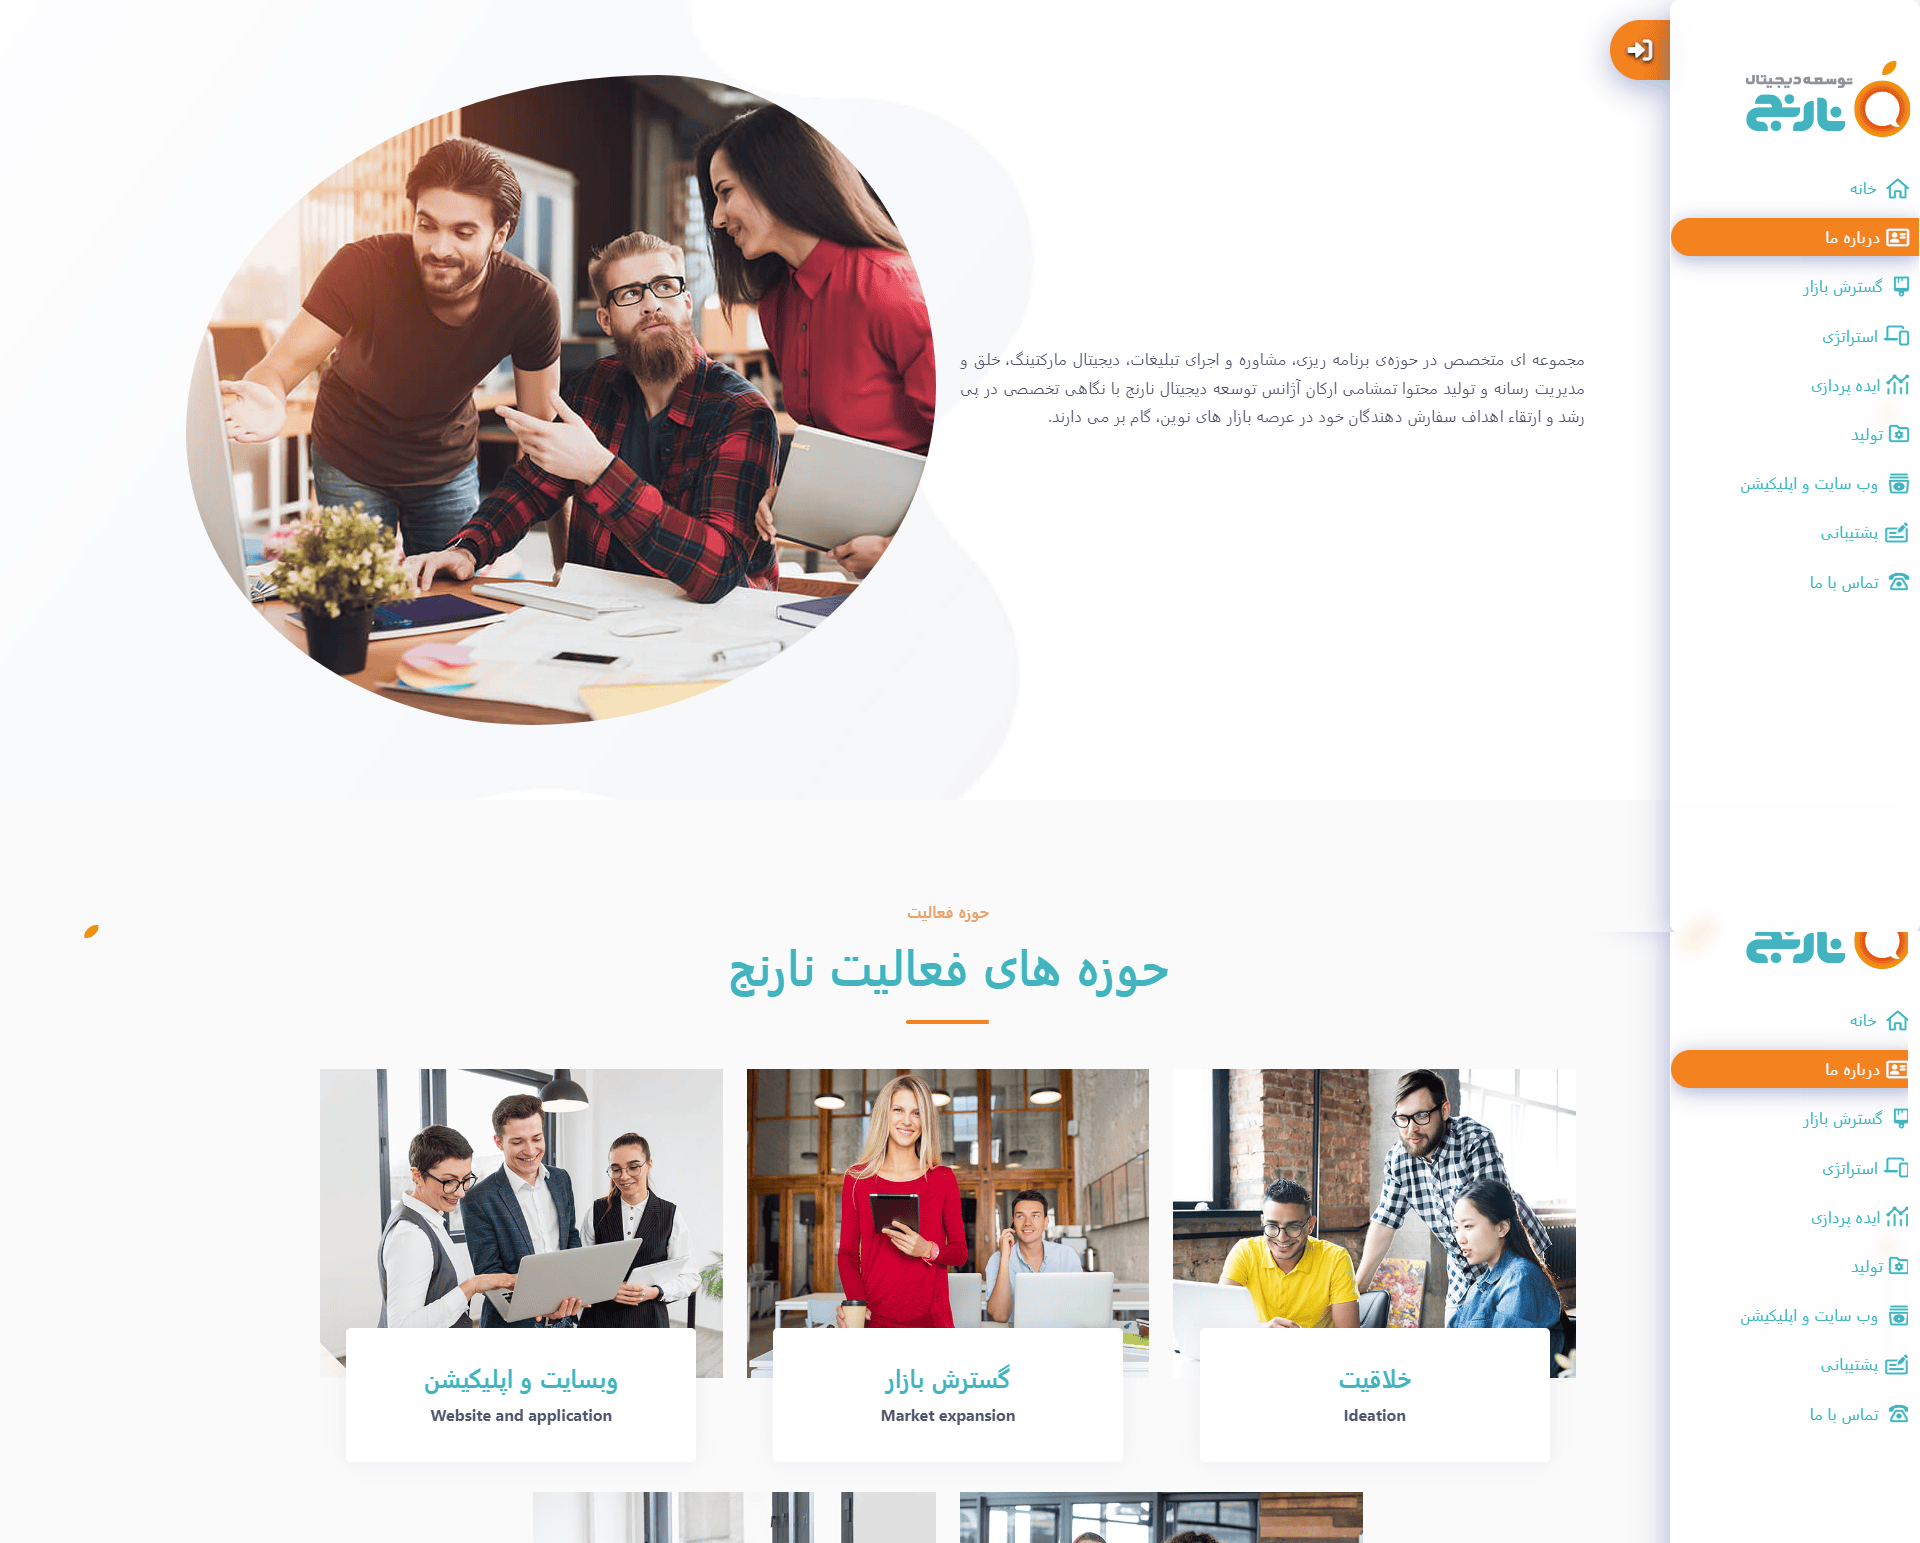 توسعه دیجیتال
نارنج
خانه
درباره ما
گسترش بازار
استراتژی
ایده پردازی
تولید
وب سایت و اپلیکیشن
پشتیبانی
تماس با ما
مجموعه ای متخصص در حوزه‌ی برنامه ریزی، مشاوره و اجرای تبلیغات، دیجیتال مارکتینگ، خلق و
مدیریت رسانه و تولید محتوا تمشامی ارکان آژانس توسعه دیجیتال نارنج با نگاهی تخصصی در پی
رشد و ارتقاء اهداف سفارش دهندگان خود در عرصه بازار های نوین، گام بر می دارند.
حوزه فعالیت
حوزه های فعالیت نارنج
خلاقیت
Ideation
گسترش بازار
Market expansion
وبسایت و اپلیکیشن
Website and application
نارنج
خانه
درباره ما
گسترش بازار
استراتژی
ایده پردازی
تولید
وب سایت و اپلیکیشن
پشتیبانی
تماس با ما